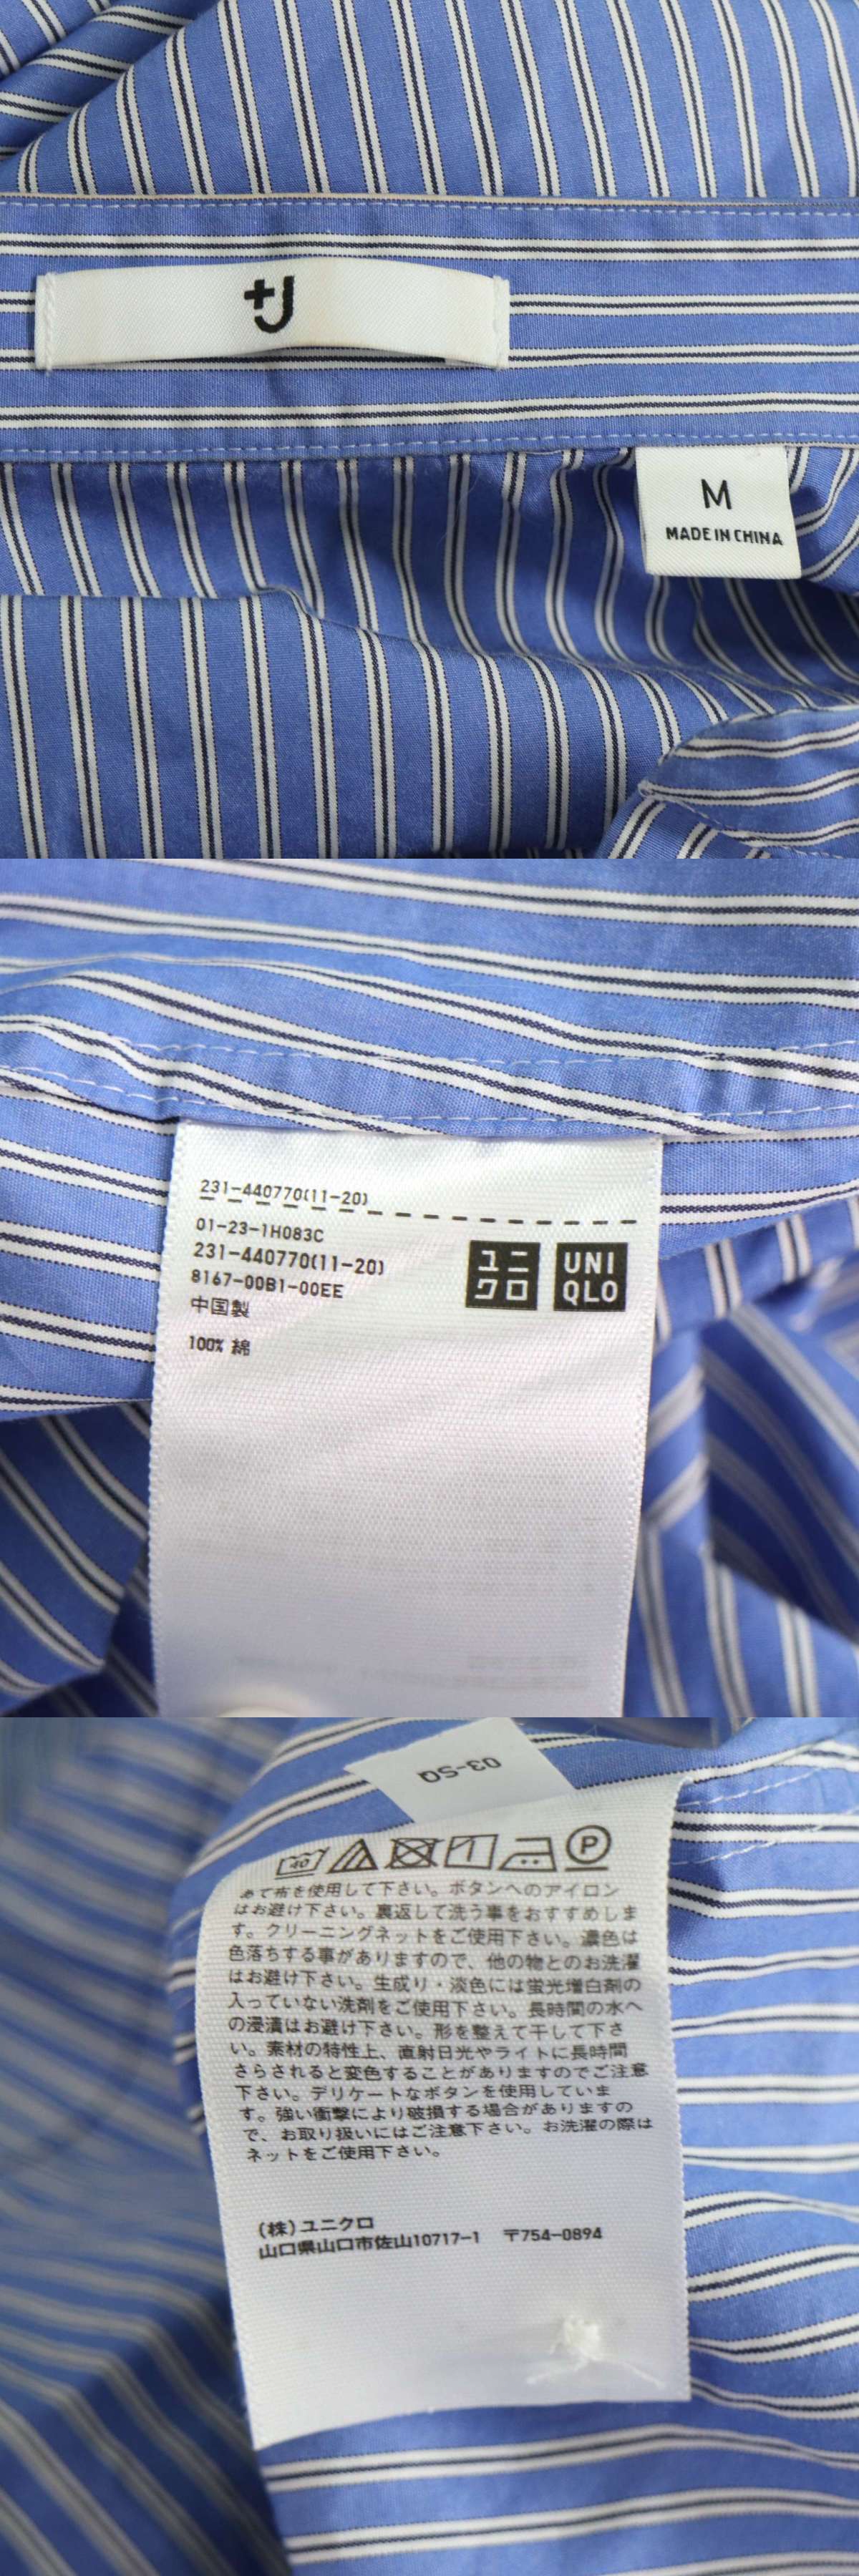 +J
M
MADE IN CHINA
231-440770(11-20)
01-23-1H083C
231-440770(11-20)
8167-00B1-00EE
中国製
100% 綿
ユニ
クロ
UNI
QLO
03-SQ
40
P
あて布を使用して下さい。ボタンへのアイロン
はお避け下さい。裏返して洗う事をおすすめしま
す。クリーニングネットをご使用下さい。濃色は
色落ちする事がありますので、他の物とのお洗濯
はお避け下さい。生成り・淡色には蛍光増白剤の
入っていない洗剤をご使用下さい。長時間の水へ
の浸漬はお避け下さい。形を整えて干して下さ
い。素材の特性上、直射日光やライトに長時間
さらされると変色することがありますのでご注意
下さい。デリケートなボタンを使用していま
す。強い衝撃により破損する場合がありますの
で、お取り扱いにはご注意下さい。お洗濯の際は
ネットをご使用下さい。
(株)ユニクロ
山口県山口市佐山10717-1 〒754-0894